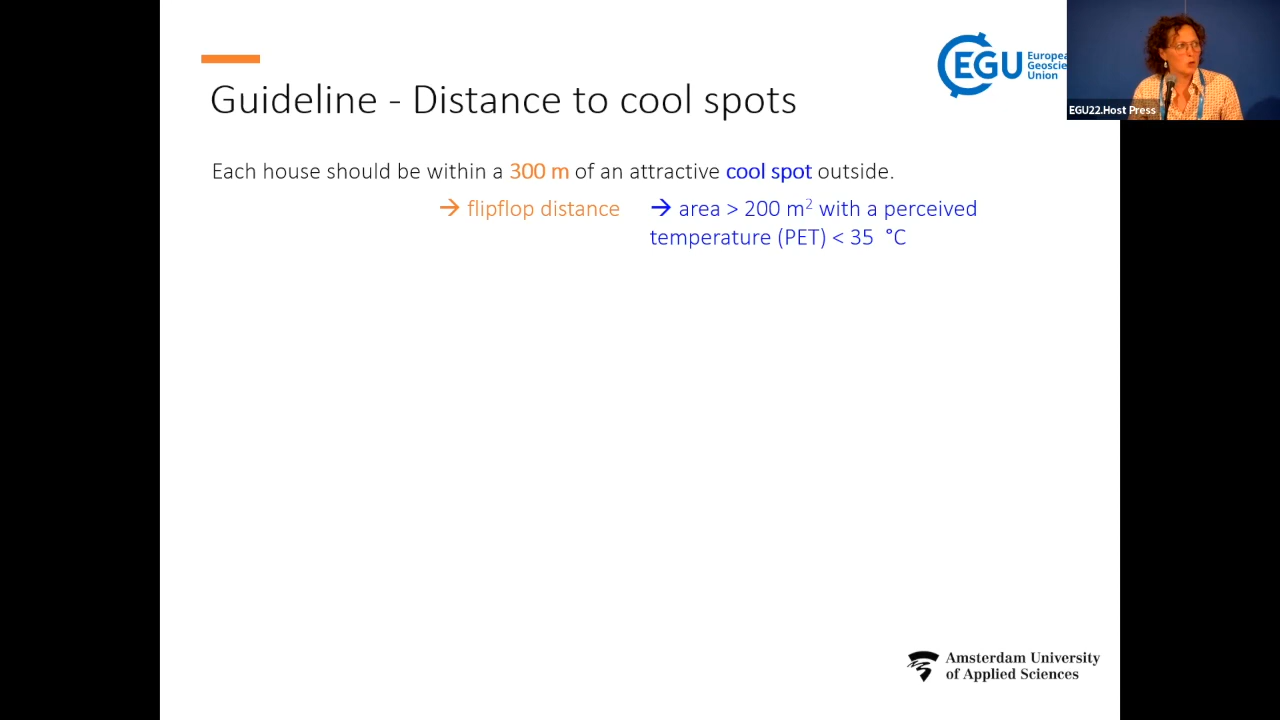 EGU
Europea
Geoscie
Union
EGU22.Host Press
Guideline - Distance to cool spots
Each house should be within a 300 m of an attractive cool spot outside.
→ flipflop distance
→ area > 200 m² with a perceived
temperature (PET) < 35 °C
Amsterdam University
of Applied Sciences